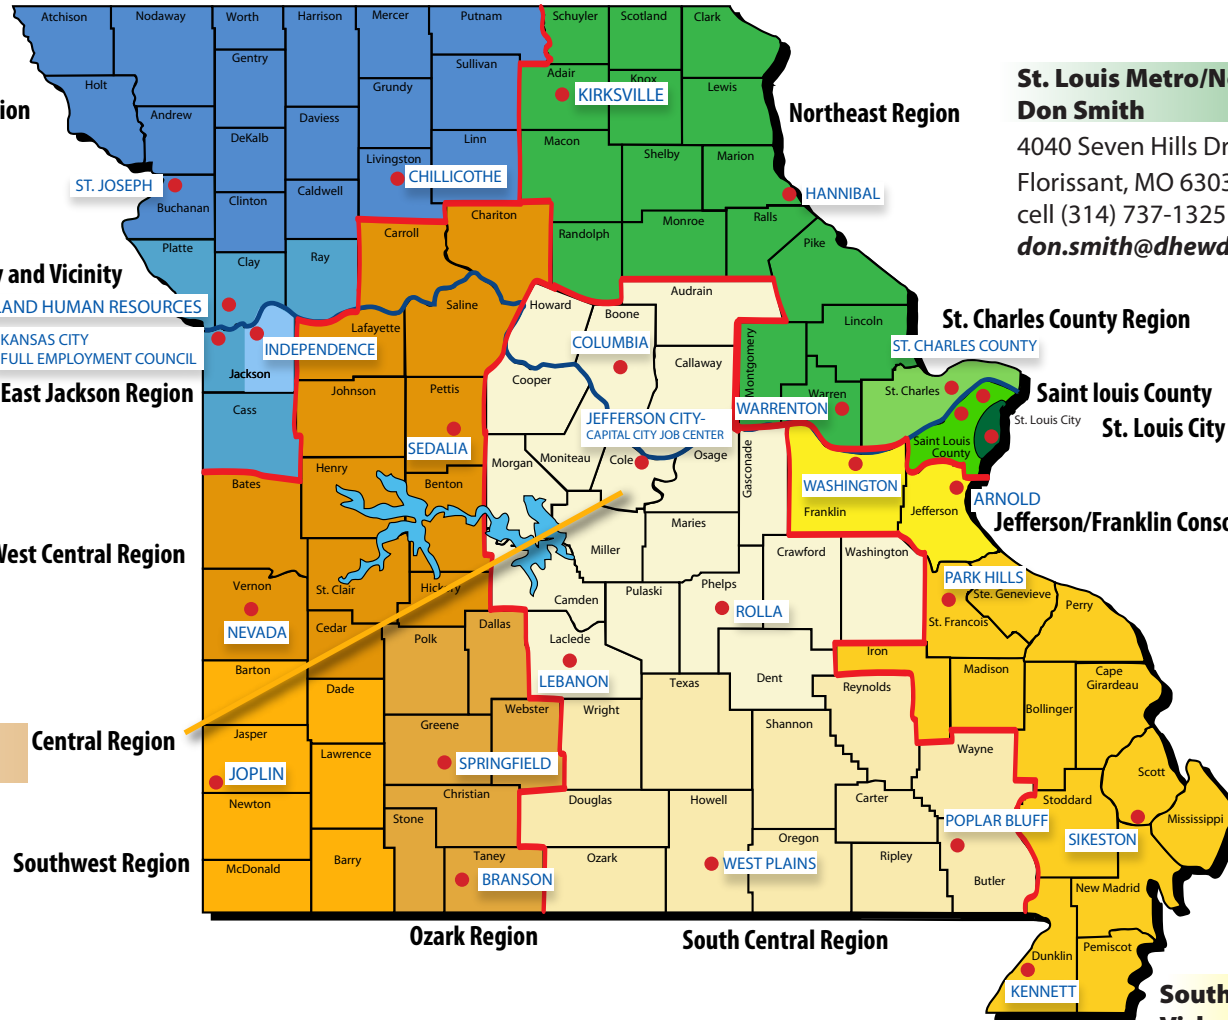 Atchison
Nodaway
Worth
Harrison
Mercer
Putnam
Schuyler
Scotland
Clark
Gentry
Sullivan
Adair
Knox
Holt
Grundy
Lewis
KIRKSVILLE
Andrew
Daviess
DeKalb
Linn
Macon
Livingston
Shelby
Marion
CHILLICOTHE
ST. JOSEPH
Caldwell
Clinton
Buchanan
HANNIBAL
Chariton
Monroe
Ralls
Carroll
Randolph
Platte
Pike
Clay
Ray
Northeast Region
St. Louis Metro/N
Don Smith
4040 Seven Hills Dr
Florissant, MO 6303
cell (314) 737-1325
don.smith@dhewd
ion
y and Vicinity
LAND HUMAN RESOURCES
KANSAS CITY
FULL EMPLOYMENT COUNCIL
INDEPENDENCE
Jackson
East Jackson Region
Cass
Saline
Lafayette
Howard
Boone
Audrain
COLUMBIA
Callaway
Montgomery
Lincoln
St. Charles County Region
ST. CHARLES COUNTY
Johnson
Pettis
Cooper
Warren
WARRENTON
St. Charles
Saint louis County
St. Louis City
St. Louis City
Saint Louis
County
JEFFERSON CITY-
CAPITAL CITY JOB CENTER
SEDALIA
Moniteau
Morgan
Cole
Osage
Gasconade
Henry
Benton
Bates
WASHINGTON
Franklin
Jefferson
ARNOLD
Jefferson/Franklin Conso
Maries
Miller
Crawford
Washington
West Central Region
Vernon
St. Clair
Hickory
Camden
Pulaski
Phelps
ROLLA
PARK HILLS
Ste. Genevieve
St. Francois
Perry
NEVADA
Cedar
Polk
Dallas
Laclede
LEBANON
Iron
Madison
Cape
Girardeau
Barton
Dade
Texas
Dent
Reynolds
Bollinger
Webster
Wright
Greene
Shannon
Central Region
Jasper
Lawrence
SPRINGFIELD
Wayne
Scott
JOPLIN
Newton
Christian
Douglas
Howell
Carter
Stoddard
Mississippi
Stone
POPLAR BLUFF
SIKESTON
Oregon
Southwest Region
McDonald
Barry
Taney
BRANSON
Ozark
WEST PLAINS
Ripley
Butler
New Madrid
Ozark Region
South Central Region
Dunklin
Pemiscot
KENNETT
South